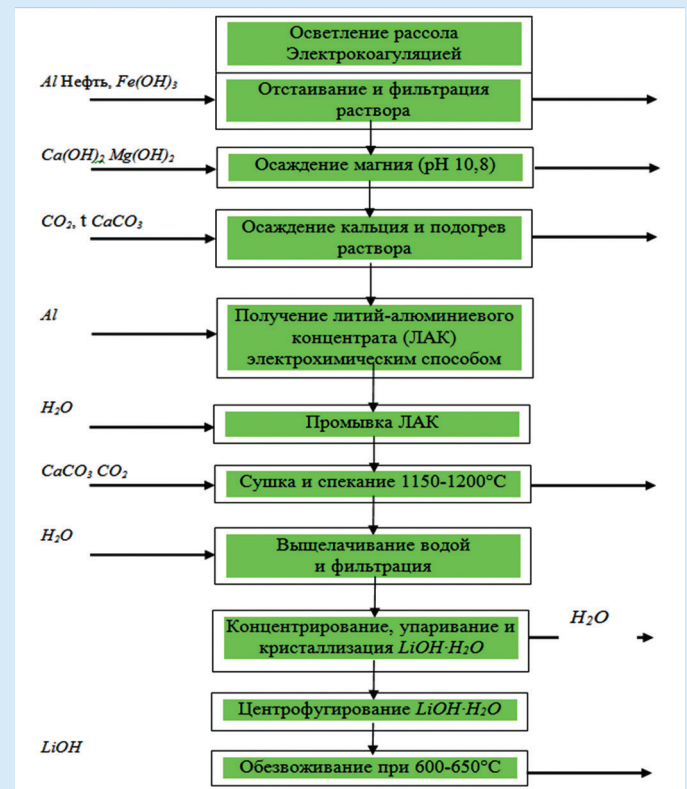 Осветление рассола
Электрокоагуляцией
Al Нефть, Fe(OH)₃
Отстаивание и фильтрация
раствора
Ca(OH)₂ Mg(OH)₂
Осаждение магния (pH 10,8)
CO₂, t CaCO₃
Осаждение кальция и подогрев
раствора
Al
Получение литий-алюминиевого
концентрата (ЛАК)
электрохимическим способом
H₂O
Промывка ЛАК
CaCO₃ CO₂
Сушка и спекание 1150-1200°C
H₂O
Выщелачивание водой
и фильтрация
Концентрирование, упаривание и
кристаллизация LiOH·H₂O
H₂O
Центрофугирование LiOH·H₂O
LiOH
Обезвоживание при 600-650°C